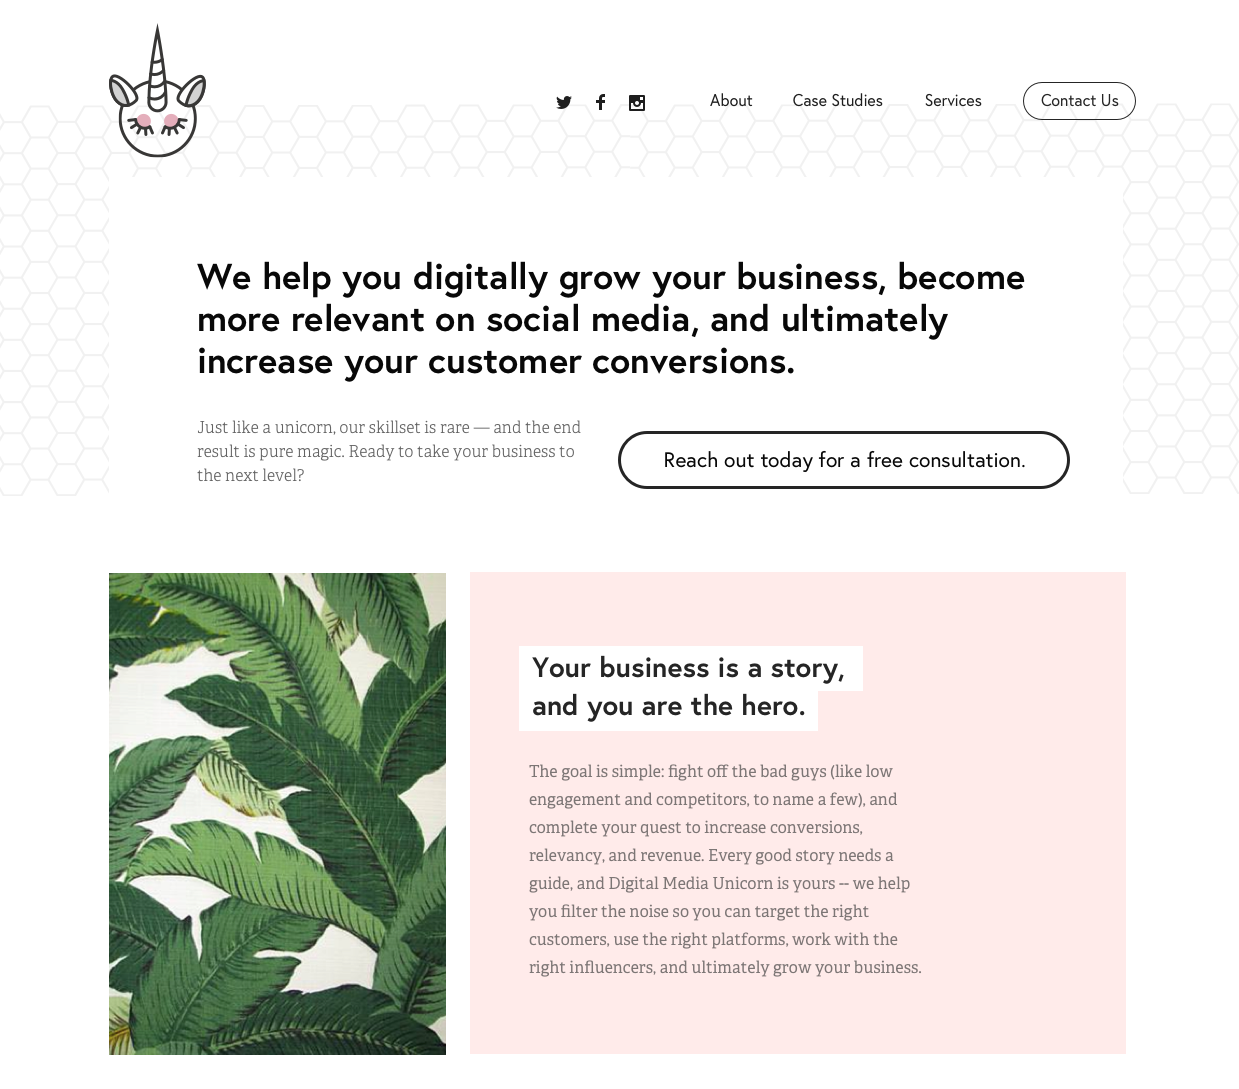 About
Case Studies
Services
Contact Us
We help you digitally grow your business, become
more relevant on social media, and ultimately
increase your customer conversions.
Just like a unicorn, our skillset is rare — and the end
result is pure magic. Ready to take your business to
the next level?
Reach out today for a free consultation.
Your business is a story,
and you are the hero.
The goal is simple: fight off the bad guys (like low
engagement and competitors, to name a few), and
complete your quest to increase conversions,
relevancy, and revenue. Every good story needs a
guide, and Digital Media Unicorn is yours -- we help
you filter the noise so you can target the right
customers, use the right platforms, work with the
right influencers, and ultimately grow your business.